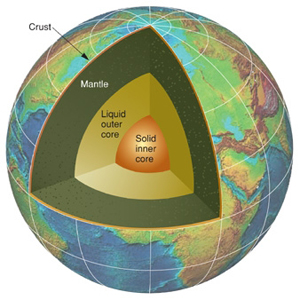 Crust
Mantle
Liquid
outer
core
Solid
inner
core